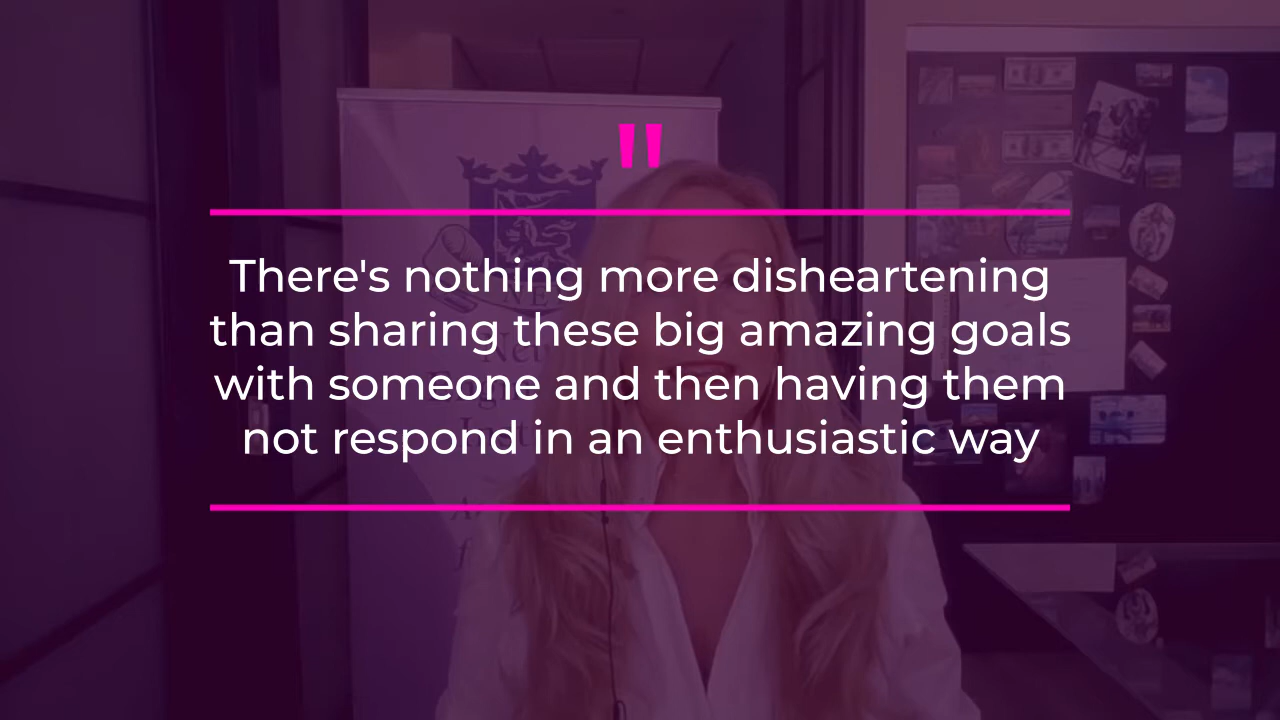 "
There's nothing more disheartening
than sharing these big amazing goals
with someone and then having them
not respond in an enthusiastic way